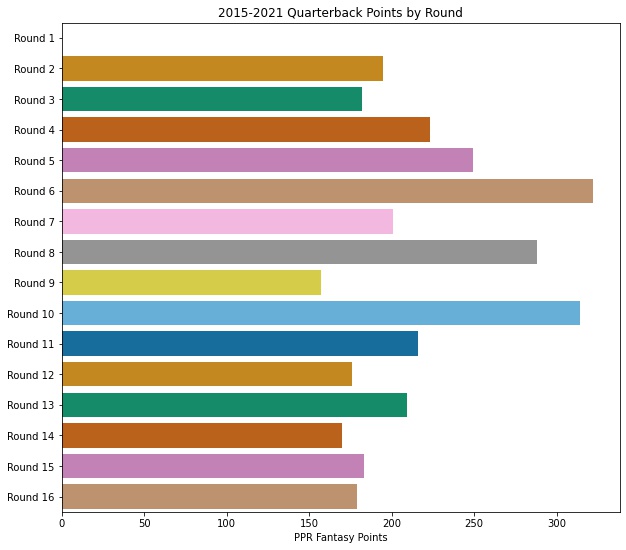 2015-2021 Quarterback Points by Round
Round 1
Round 2
Round 3
Round 4
Round 5
Round 6
Round 7
Round 8
Round 9
Round 10
Round 11
Round 12
Round 13
Round 14
Round 15
Round 16
0 50 100 150 200 250 300
PPR Fantasy Points